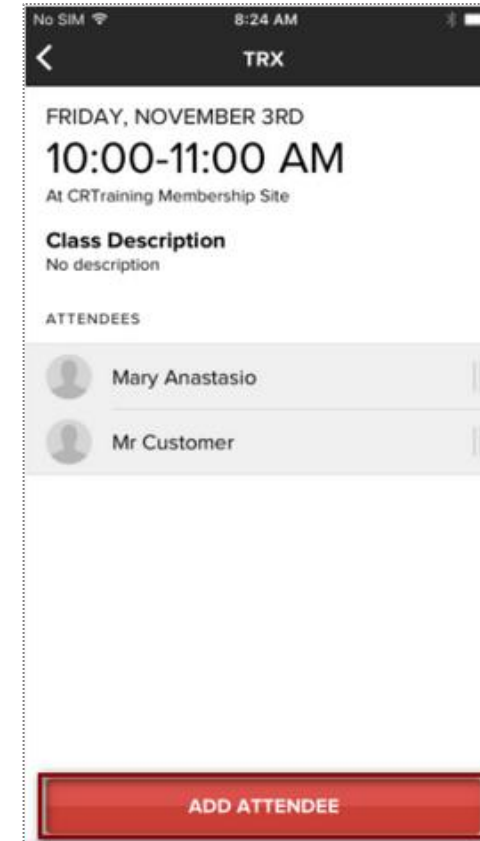 No SIM 8:24 AM
TRX
FRIDAY, NOVEMBER 3RD
10:00-11:00 AM
At CRTraining Membership Site
Class Description
No description
ATTENDEES
Mary Anastasio
Mr Customer
ADD ATTENDEE